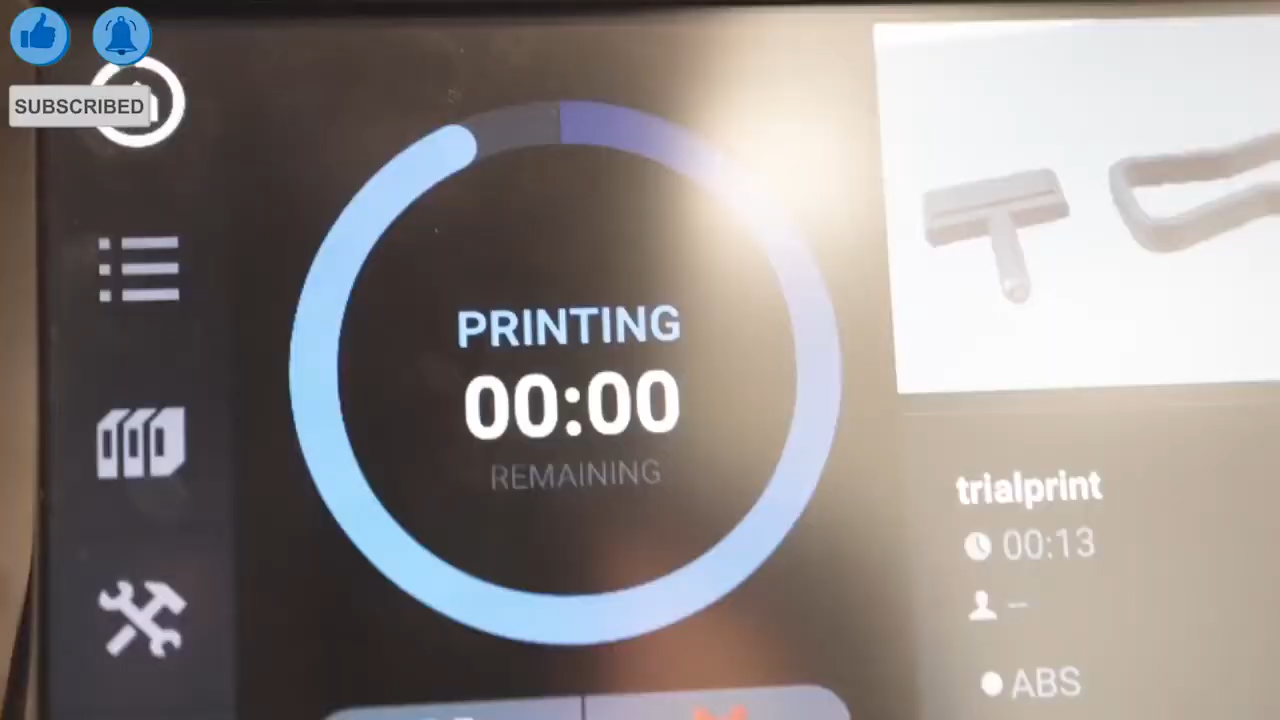 SUBSCRIBED
PRINTING
00:00
REMAINING
trialprint
00:13
--
ABS